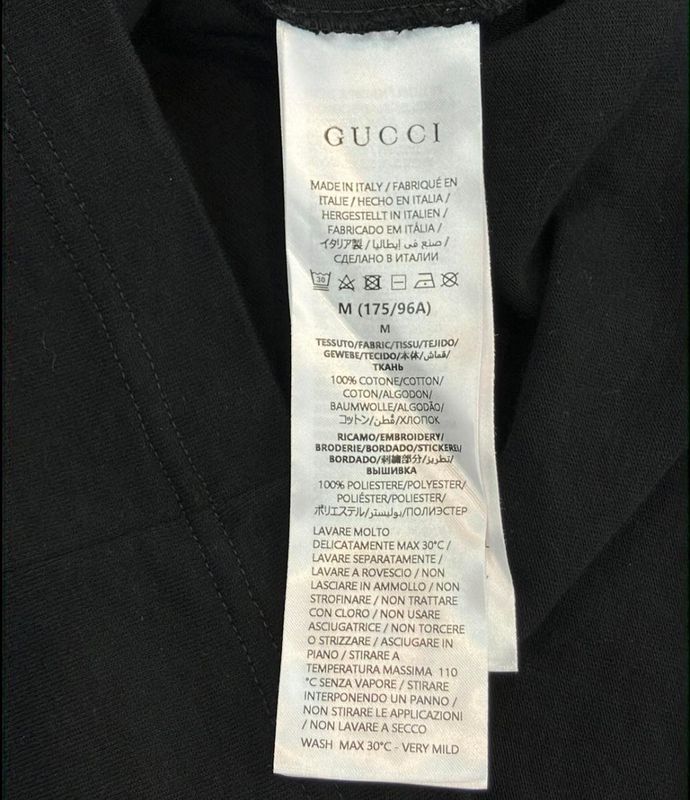 GUCCI
MADE IN ITALY / FABRIQUÉ EN
ITALIE / HECHO EN ITALIA /
HERGESTELLT IN ITALIEN /
FABRICADO EM ITÁLIA /
イタリア製 / صنع في إيطاليا /
СДЕЛАНО В ИТАЛИИ
30
M (175/96A)
M
TESSUTO/FABRIC/TISSU/TEJIDO/
GEWEBE/TECIDO/本体/قماش/
ТКАНЬ
100% COTONE/COTTON/
COTON/ALGODON/
BAUMWOLLE/ALGODÃO/
コットン/قُطن/ХЛОПОК
RICAMO/EMBROIDERY/
BRODERIE/BORDADO/STICKEREI/
BORDADO/刺繍部分/تطريز/
ВЫШИВКА
100% POLIESTERE/POLYESTER/
POLIÉSTER/POLIESTER/
ポリエステル/بوليستر/ПОЛИЭСТЕР
LAVARE MOLTO
DELICATAMENTE MAX 30°C /
LAVARE SEPARATAMENTE /
LAVARE A ROVESCIO / NON
LASCIARE IN AMMOLLO / NON
STROFINARE / NON TRATTARE
CON CLORO / NON USARE
ASCIUGATRICE / NON TORCERE
O STRIZZARE / ASCIUGARE IN
PIANO / STIRARE A
TEMPERATURA MASSIMA 110
°C SENZA VAPORE / STIRARE
INTERPONENDO UN PANNO /
NON STIRARE LE APPLICAZIONI
/ NON LAVARE A SECCO
WASH MAX 30°C - VERY MILD